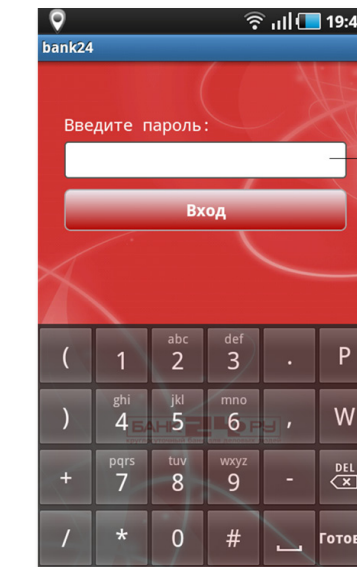 19:4
bank24
Введите пароль:
Вход
( 1 abc 2 def 3 . P
) ghi 4 jkl 5 mno 6 , W
+ pqrs 7 tuv 8 wxyz 9 - DEL
/ * 0 # Готов
БАНК24РУ